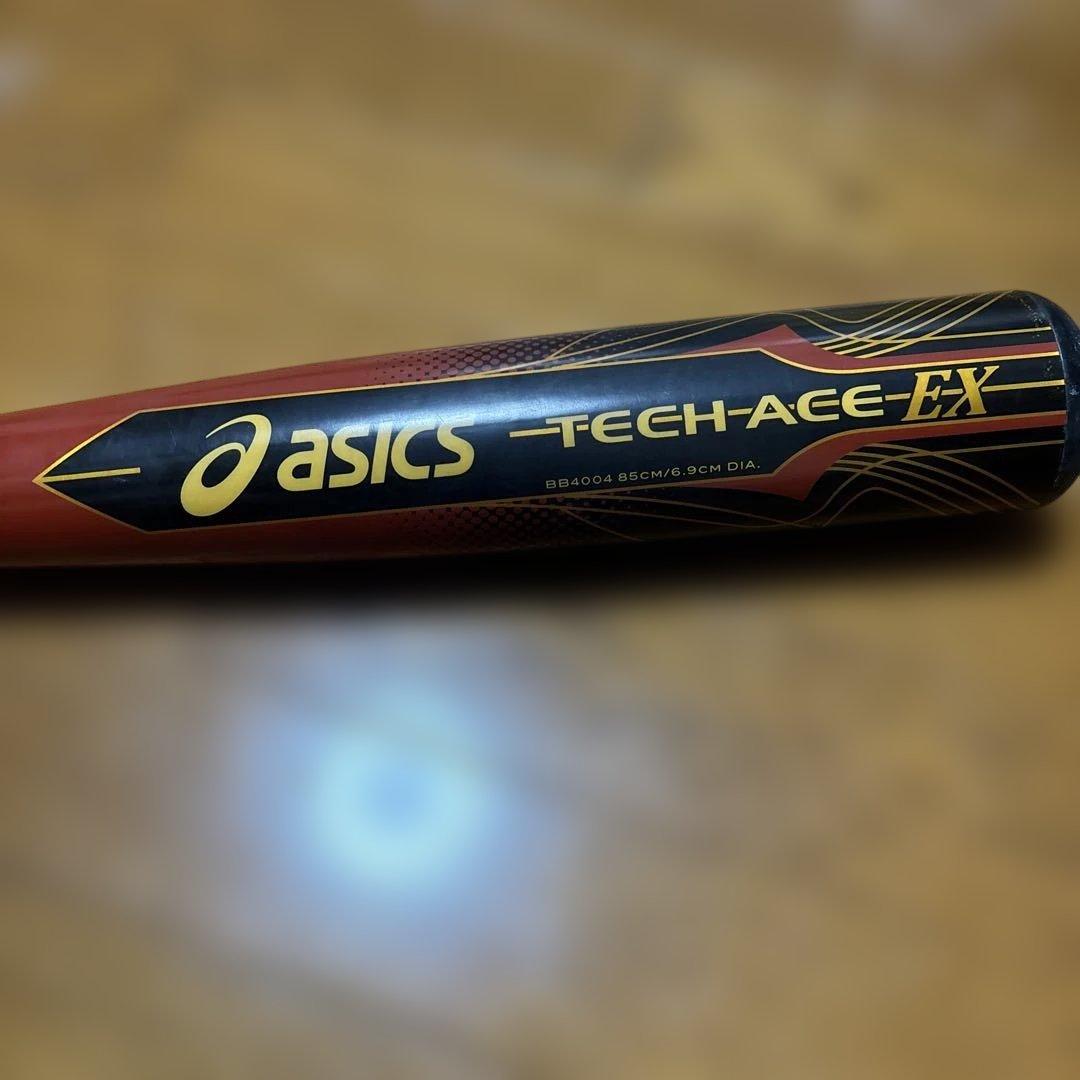 asics TECH-ACE-EX
BB4004 85CM/6.9CM DIA.